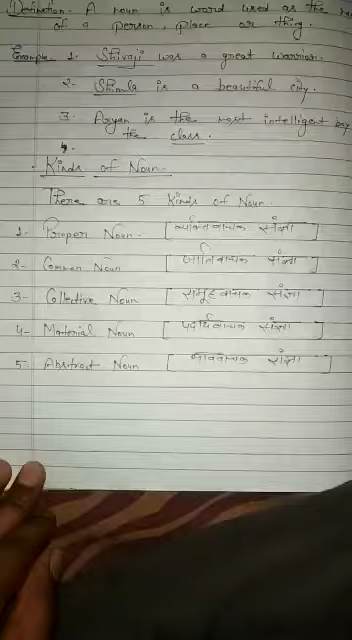 Definition - A noun is word used as the
of a person, place or thing.
Example - 1. Shivaji was a great warrior.
2- Shimla is a beautiful city.
3- Aryan is the most intelligent boy
the class.
4.
Kinds of Noun.
There are 5 Kinds of Noun.
1- Proper Noun. [व्यक्तिवाचक संज्ञा]
2- Common Noun [जातिवाचक संज्ञा]
3- Collective Noun [समूहवाचक संज्ञा]
4- Material Noun [पदार्थवाचक संज्ञा]
5. Abstract Noun [भाववाचक संज्ञा]